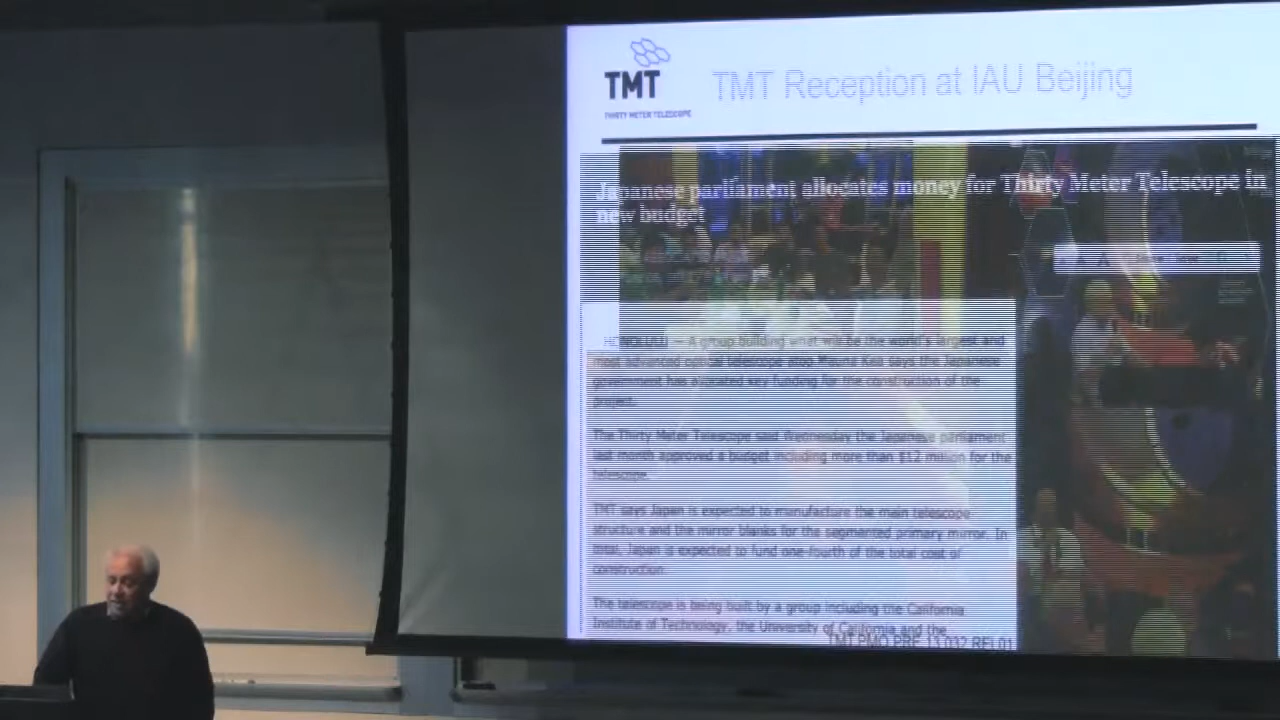 TMT
THIRTY METER TELESCOPE
TMT Reception at IAU Beijing
Japanese parliament allocates money for Thirty Meter Telescope in
new budget
HONOLULU — A group building what will be the world's largest and
most advanced optical telescope atop Mauna Kea says the Japanese
government has allocated key funding for the construction of the
project.
The Thirty Meter Telescope said Wednesday the Japanese parliament
last month approved a budget including more than $12 million for the
telescope.
TMT says Japan is expected to manufacture the main telescope
structure and the mirror blanks for the segmented primary mirror. In
total, Japan is expected to fund one-fourth of the total cost of
construction.
The telescope is being built by a group including the California
Institute of Technology, the University of California and the
TMT.PMO.PRE.13.032.REL01